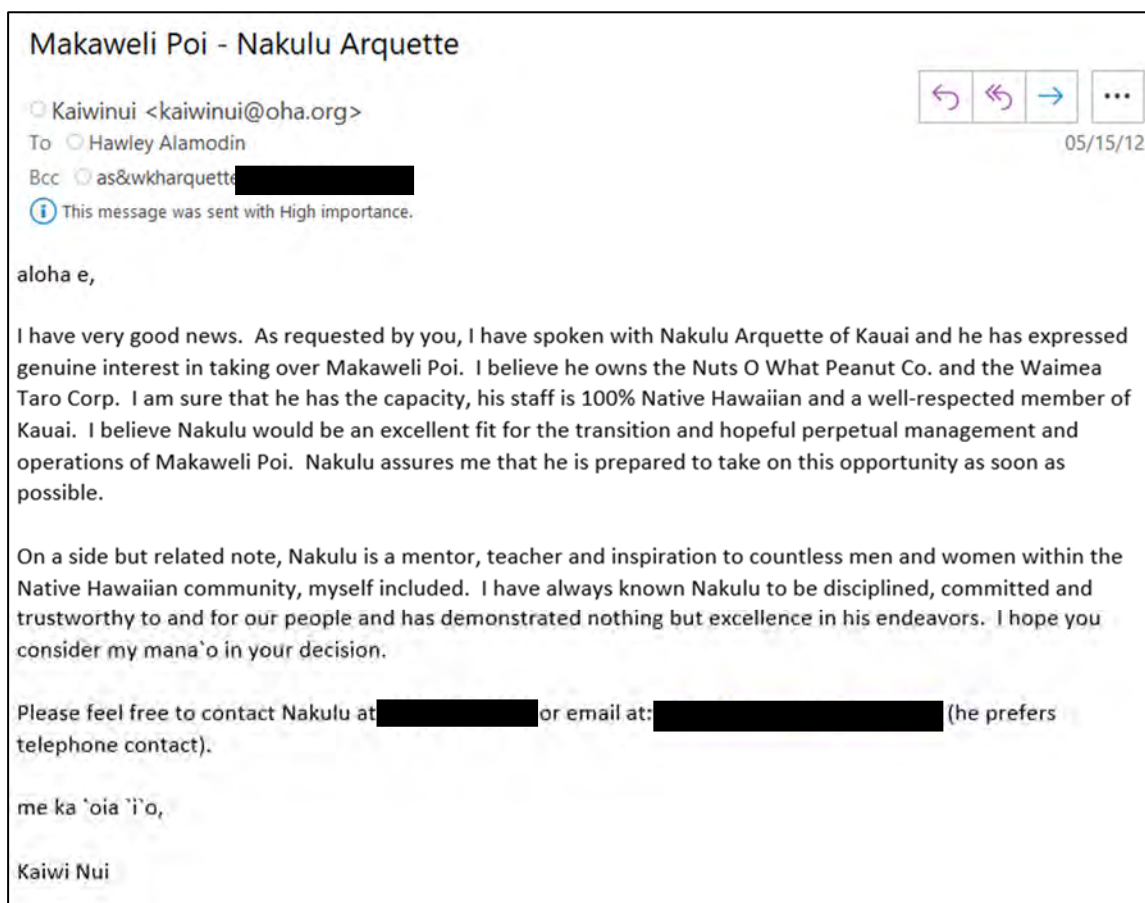 Makaweli Poi - Nakulu Arquette
Kaiwinui <kaiwinui@oha.org>
To Hawley Alamodin
05/15/12
Bcc as&wkharquette
This message was sent with High importance.
aloha e,
I have very good news.  As requested by you, I have spoken with Nakulu Arquette of Kauai and he has expressed
genuine interest in taking over Makaweli Poi.  I believe he owns the Nuts O What Peanut Co. and the Waimea
Taro Corp.  I am sure that he has the capacity, his staff is 100% Native Hawaiian and a well-respected member of
Kauai.  I believe Nakulu would be an excellent fit for the transition and hopeful perpetual management and
operations of Makaweli Poi.  Nakulu assures me that he is prepared to take on this opportunity as soon as
possible.
On a side but related note, Nakulu is a mentor, teacher and inspiration to countless men and women within the
Native Hawaiian community, myself included.  I have always known Nakulu to be disciplined, committed and
trustworthy to and for our people and has demonstrated nothing but excellence in his endeavors.  I hope you
consider my mana`o in your decision.
Please feel free to contact Nakulu at or email at: (he prefers
telephone contact).
me ka `oia `i`o,
Kaiwi Nui